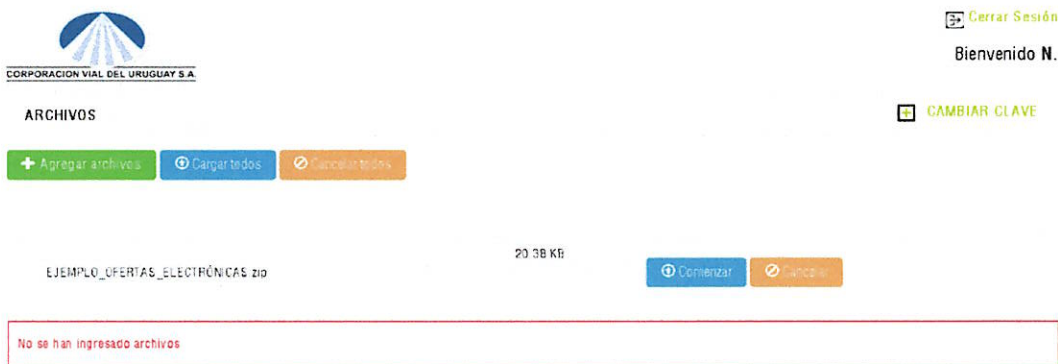 Cerrar Sesión
CORPORACION VIAL DEL URUGUAY S.A.
Bienvenido N.
ARCHIVOS
CAMBIAR CLAVE
Agregar archivos
Cargar todos
Cancelar todos
EJEMPLO_OFERTAS_ELECTRÓNICAS.zip
20.38 KB
Comenzar
Cancelar
No se han ingresado archivos